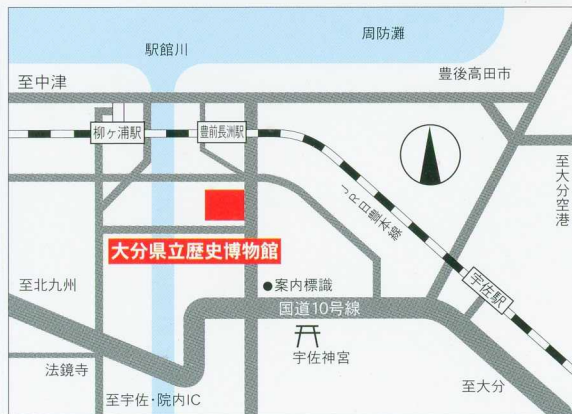 周防灘
駅館川
豊後高田市
至中津
柳ヶ浦駅
豊前長洲駅
至大分空港
JR日豊本線
大分県立歴史博物館
宇佐駅
至北九州
案内標識
国道10号線
宇佐神宮
法鏡寺
至大分
至宇佐・院内IC